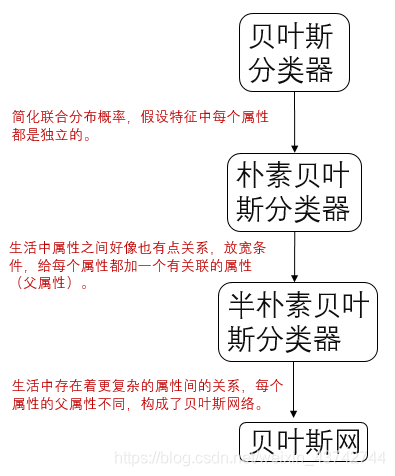 贝叶斯
分类器
简化联合分布概率，假设特征中每个属性
都是独立的。
朴素贝叶
斯分类器
生活中属性之间好像也有点关系，放宽条
件，给每个属性都加一个有关联的属性
（父属性）。
半朴素贝叶
斯分类器
生活中存在着更复杂的属性间的关系，每个
属性的父属性不同，构成了贝叶斯网络。
贝叶斯网